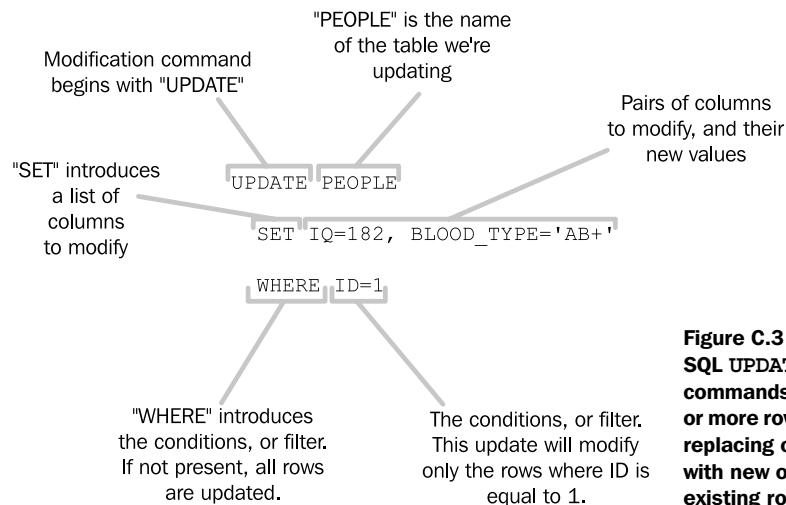 "PEOPLE" is the name
of the table we're
updating
Modification command
begins with "UPDATE"
Pairs of columns
to modify, and their
new values
"SET" introduces
a list of
columns
to modify
UPDATE PEOPLE
SET IQ=182, BLOOD_TYPE='AB+'
WHERE ID=1
"WHERE" introduces
the conditions, or filter.
If not present, all rows
are updated.
The conditions, or filter.
This update will modify
only the rows where ID is
equal to 1.
Figure C.3
SQL
commands
or more
replacing
with new
existing